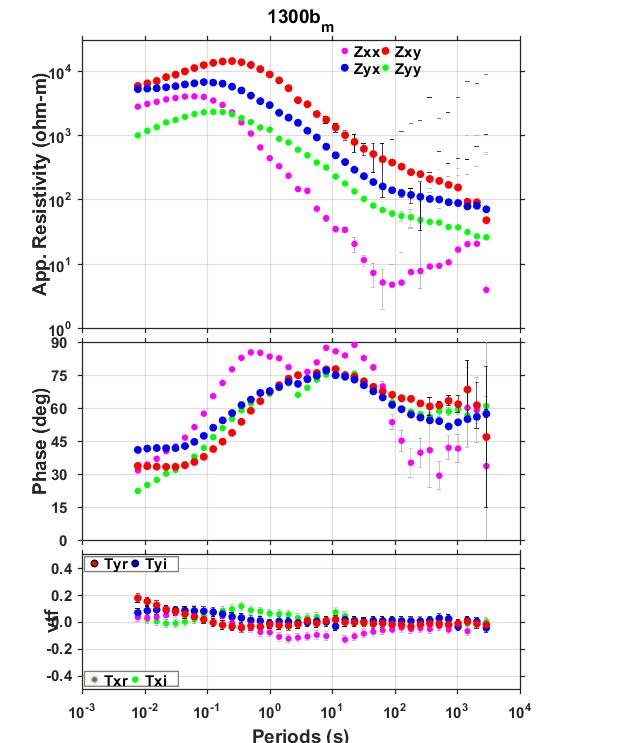 1300b_m
Zxx Zxy
Zyx Zyy
App. Resistivity (ohm-m)
10^4
10^3
10^2
10^1
10^0
Phase (deg)
90
75
60
45
30
15
0
Tyr Tyi
vtf
0.4
0.2
0.0
-0.2
-0.4
Txr Txi
10^-3 10^-2 10^-1 10^0 10^1 10^2 10^3 10^4
Periods (s)